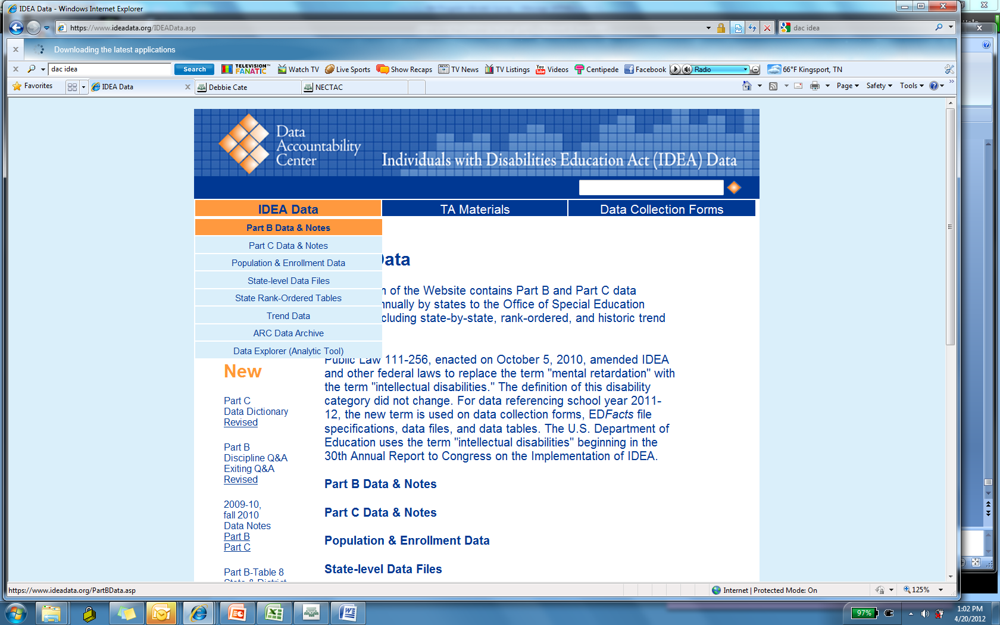 IDEA Data - Windows Internet Explorer
https://www.ideadata.org/IDEAData.asp
dac idea
Downloading the latest applications
dac idea
Search
TELEVISION FANATIC
Watch TV
Live Sports
Show Recaps
TV News
TV Listings
Videos
Centipede
Facebook
Radio
66°F Kingsport, TN
Favorites
IDEA Data
Debbie Cate
NECTAC
Page
Safety
Tools
Data
Accountability
Center
Individuals with Disabilities Education Act (IDEA) Data
IDEA Data
TA Materials
Data Collection Forms
Part B Data & Notes
Part C Data & Notes
Population & Enrollment Data
State-level Data Files
State Rank-Ordered Tables
Trend Data
ARC Data Archive
Data Explorer (Analytic Tool)
Data
of the Website contains Part B and Part C data
annually by states to the Office of Special Education
including state-by-state, rank-ordered, and historic trend
New
Part C
Data Dictionary
Revised
Part B
Discipline Q&A
Exiting Q&A
Revised
2009-10,
fall 2010
Data Notes
Part B
Part C
Part B-Table 8
State & District
Public Law 111-256, enacted on October 5, 2010, amended IDEA
and other federal laws to replace the term "mental retardation" with
the term "intellectual disabilities." The definition of this disability
category did not change. For data referencing school year 2011-
12, the new term is used on data collection forms, EDFacts file
specifications, data files, and data tables. The U.S. Department of
Education uses the term "intellectual disabilities" beginning in the
30th Annual Report to Congress on the Implementation of IDEA.
Part B Data & Notes
Part C Data & Notes
Population & Enrollment Data
State-level Data Files
https://www.ideadata.org/PartBData.asp
Internet | Protected Mode: On
125%
97%
1:02 PM
4/20/2012